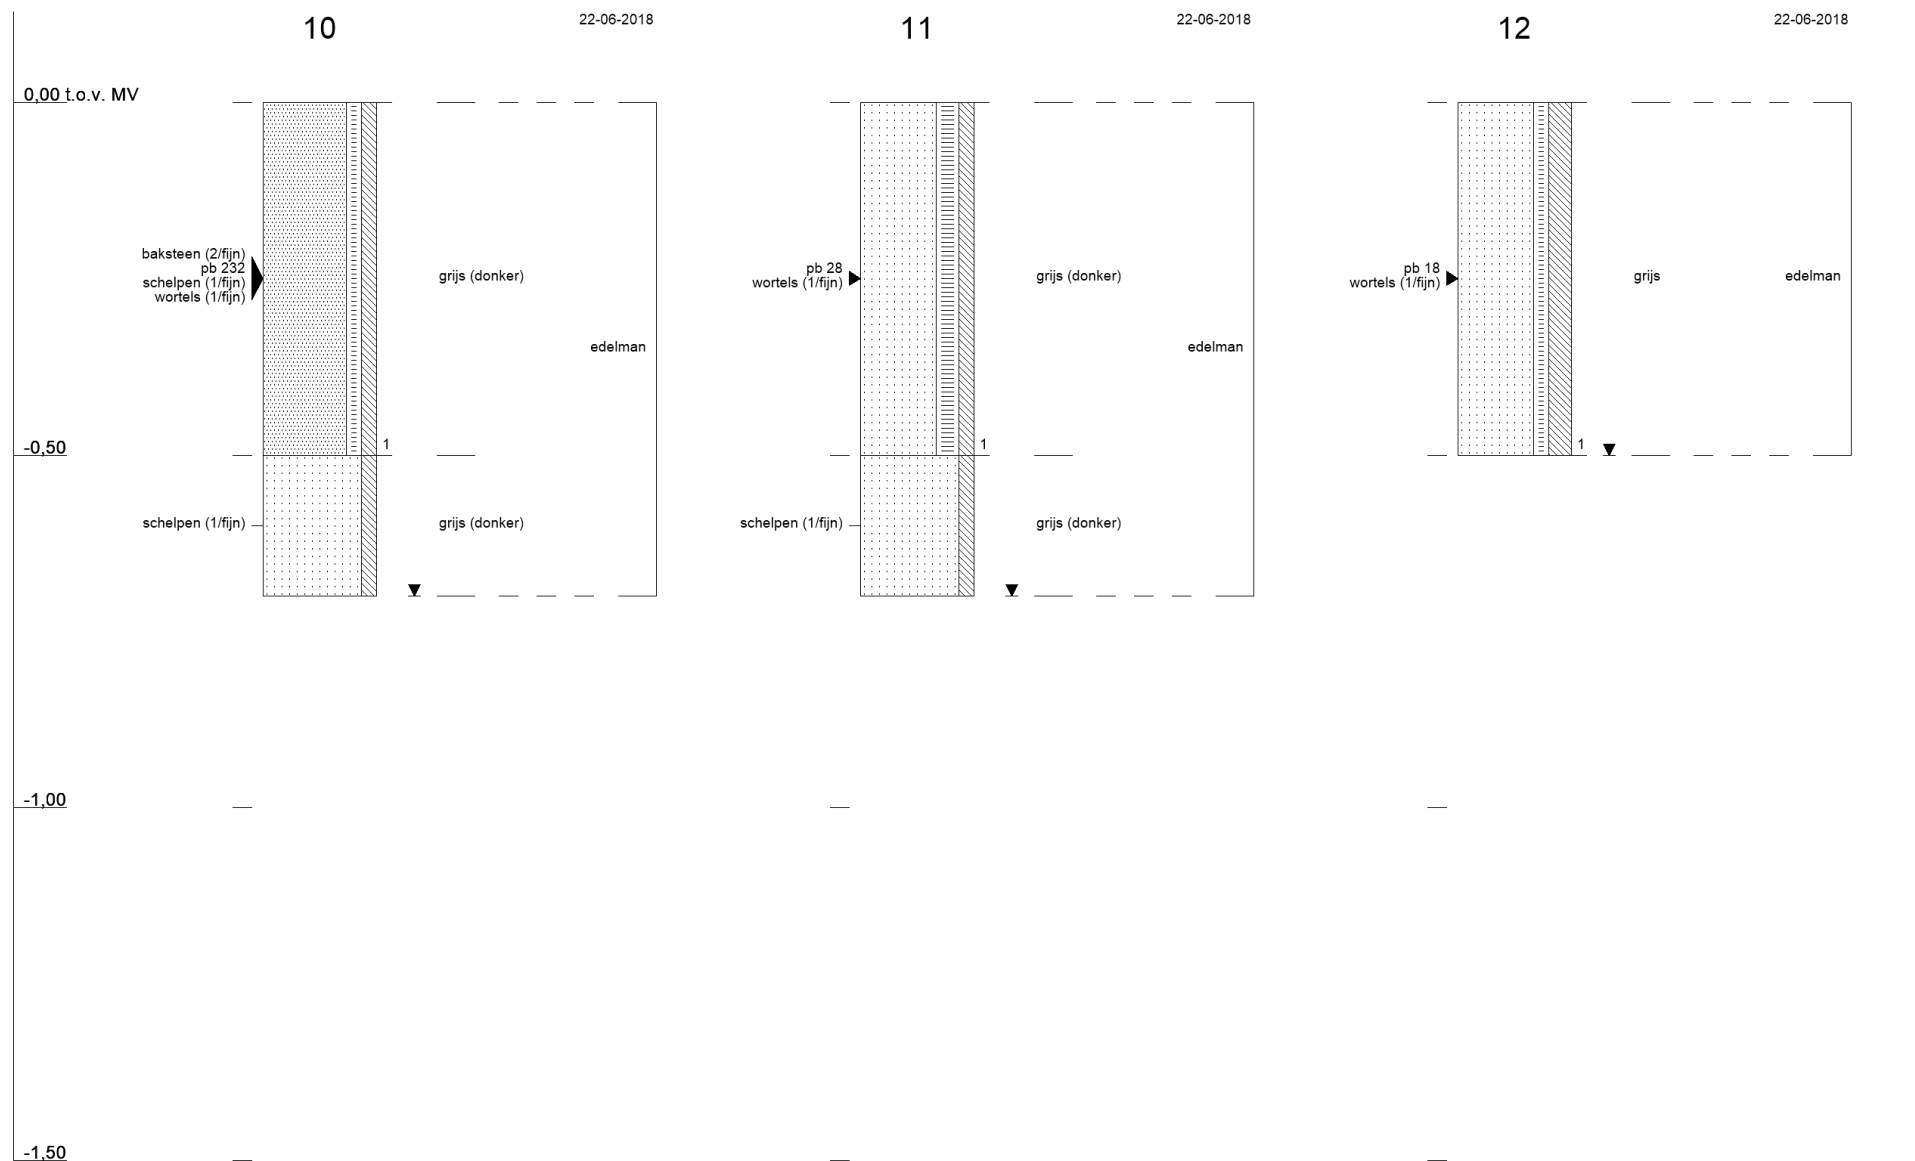 10
22-06-2018
11
22-06-2018
12
22-06-2018
0,00 t.o.v. MV
-0,50
-1,00
-1,50
baksteen (2/fijn)
pb 232
schelpen (1/fijn)
wortels (1/fijn)
grijs (donker)
edelman
1
schelpen (1/fijn)
grijs (donker)
pb 28
wortels (1/fijn)
grijs (donker)
edelman
1
schelpen (1/fijn)
grijs (donker)
pb 18
wortels (1/fijn)
grijs
edelman
1